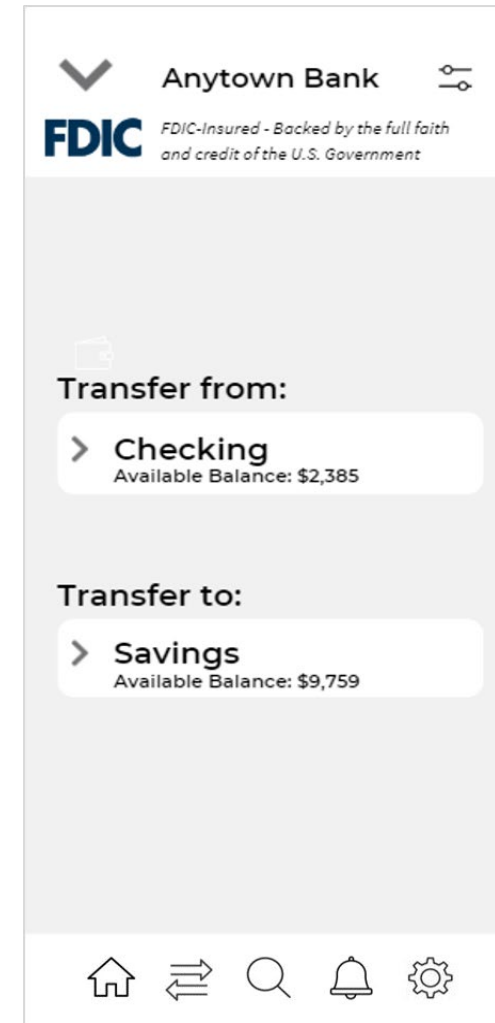 Anytown Bank
FDIC
FDIC-Insured - Backed by the full faith
and credit of the U.S. Government
Transfer from:
Checking
Available Balance: $2,385
Transfer to:
Savings
Available Balance: $9,759